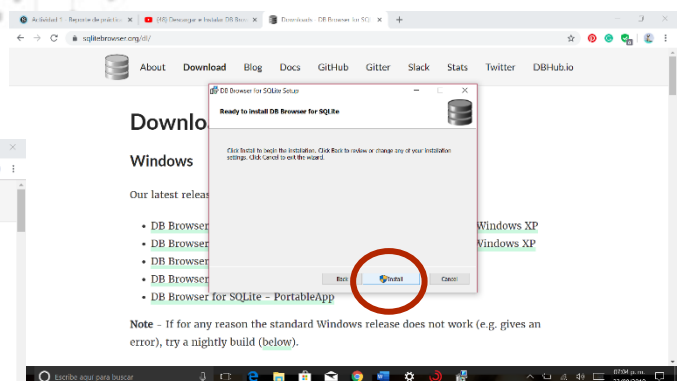 Actividad 1 - Reporte de práctic
(48) Descargar e Instalar DB Brow
Downloads - DB Browser for SQL
sqlitebrowser.org/dl/
About Download Blog Docs GitHub Gitter Slack Stats Twitter DBHub.io
DB Browser for SQLite Setup
Ready to install DB Browser for SQLite
Click Install to begin the installation. Click Back to review or change any of your installation
settings. Click Cancel to exit the wizard.
Back Install Cancel
Downlo
Windows
Our latest releas
• DB Browser Windows XP
• DB Browser Windows XP
• DB Browser
• DB Browser
• DB Browser for SQLite - PortableApp
Note - If for any reason the standard Windows release does not work (e.g. gives an
error), try a nightly build (below).
Escribe aquí para buscar
07:04 p. m.